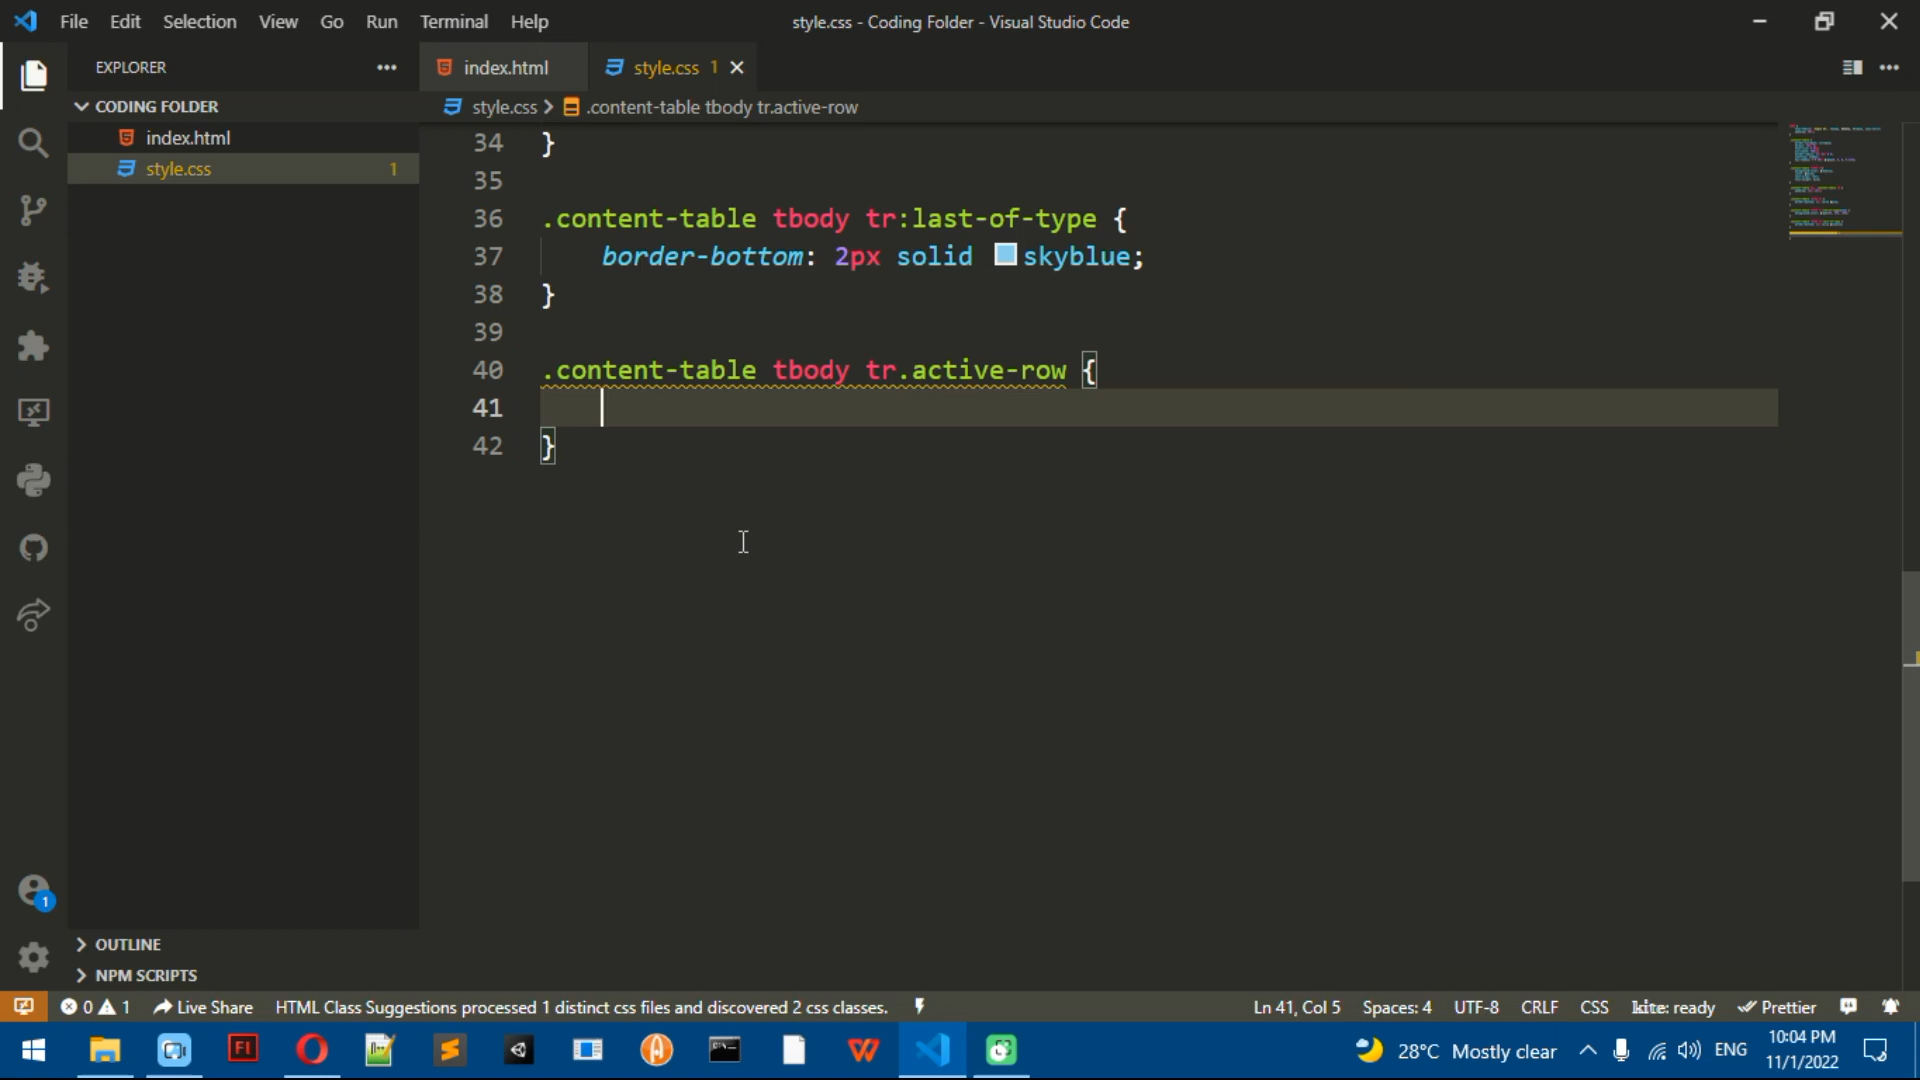 File Edit Selection View Go Run Terminal Help
style.css - Coding Folder - Visual Studio Code
EXPLORER
index.html
style.css 1
CODING FOLDER
style.css > .content-table tbody tr.active-row
index.html
style.css 1
34 }
35
36 .content-table tbody tr:last-of-type {
37 border-bottom: 2px solid skyblue;
38 }
39
40 .content-table tbody tr.active-row {
41
42 }
1
OUTLINE
NPM SCRIPTS
0 1 Live Share HTML Class Suggestions processed 1 distinct css files and discovered 2 css classes.
Ln 41, Col 5 Spaces: 4 UTF-8 CRLF CSS kite: ready Prettier
Fl
28°C Mostly clear ENG
10:04 PM
11/1/2022